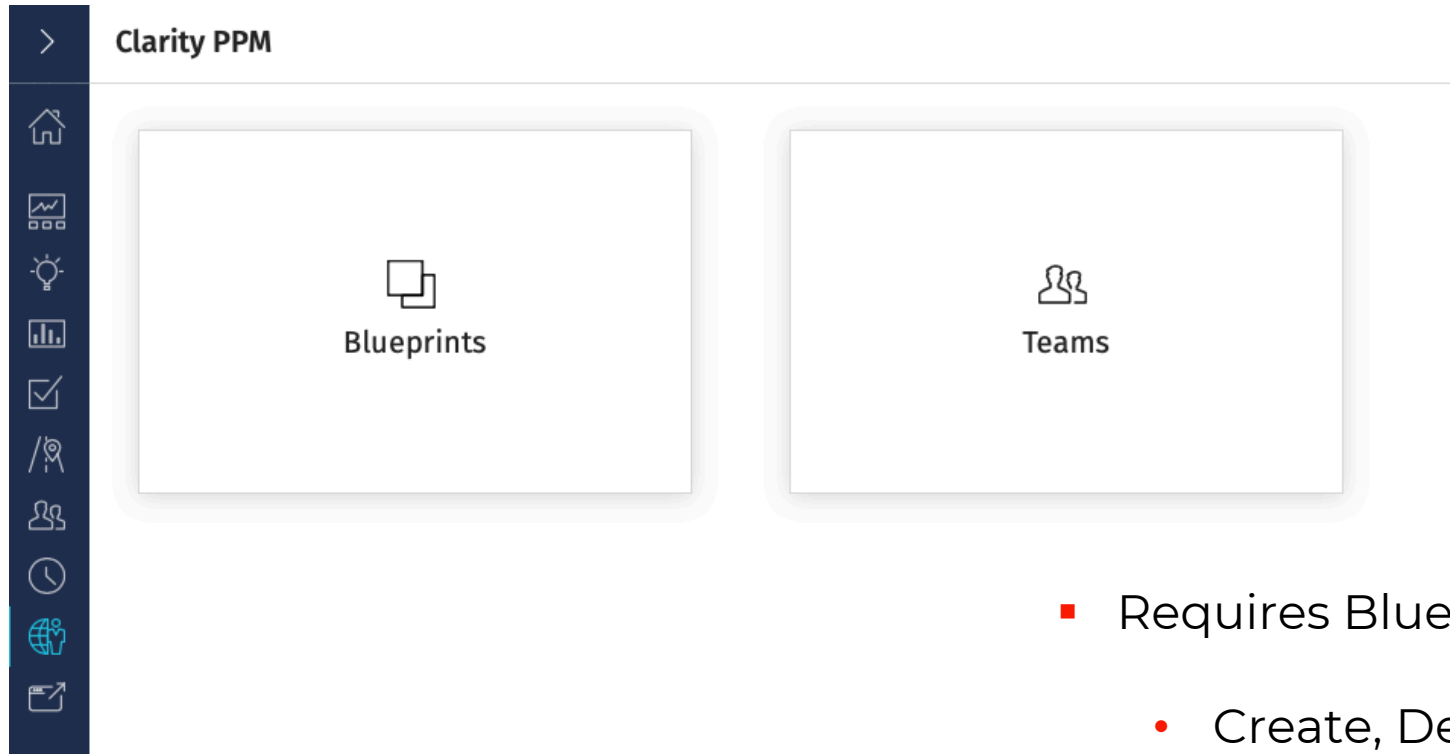 Clarity PPM
Blueprints
Teams
Requires Blue
Create, De